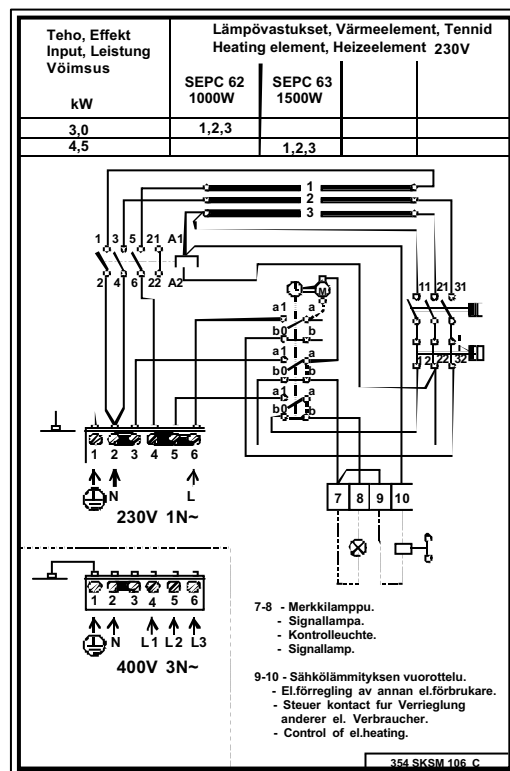 Teho, Effekt
Input, Leistung
Vöimsus
kW
Lämpövastukset, Värmeelement, Tennid
Heating element, Heizeelement 230V
SEPC 62
1000W
SEPC 63
1500W
3,0 1,2,3
4,5 1,2,3
1
2
3
1 3 5 21 A1
2 4 6 22 A2
11 21 31
12 22 32
M
a1 a
b0 b
a1 a
b0 b
a1 a
b0 b
1 2 3 4 5 6
N L
230V 1N~
7 8 9 10
1 2 3 4 5 6
N L1 L2 L3
400V 3N~
7-8 - Merkkilamppu.
- Signallampa.
- Kontrolleuchte.
- Signallamp.
9-10 - Sähkölämmityksen vuorottelu.
- El.förregling av annan el.förbrukare.
- Steuer kontact fur Verrieglung
anderer el. Verbraucher.
- Control of el.heating.
354 SKSM 106 C